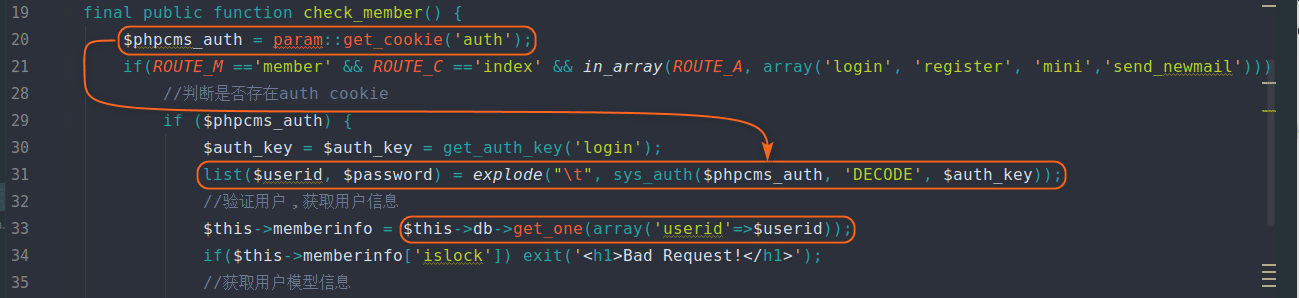 19 final public function check_member() {
20 $phpcms_auth = param::get_cookie('auth');
21 if(ROUTE_M =='member' && ROUTE_C =='index' && in_array(ROUTE_A, array('login', 'register', 'mini','send_newmail')))
28 //判断是否存在auth cookie
29 if ($phpcms_auth) {
30 $auth_key = $auth_key = get_auth_key('login');
31 list($userid, $password) = explode("\t", sys_auth($phpcms_auth, 'DECODE', $auth_key));
32 //验证用户，获取用户信息
33 $this->memberinfo = $this->db->get_one(array('userid'=>$userid));
34 if($this->memberinfo['islock']) exit('<h1>Bad Request!</h1>');
35 //获取用户模型信息